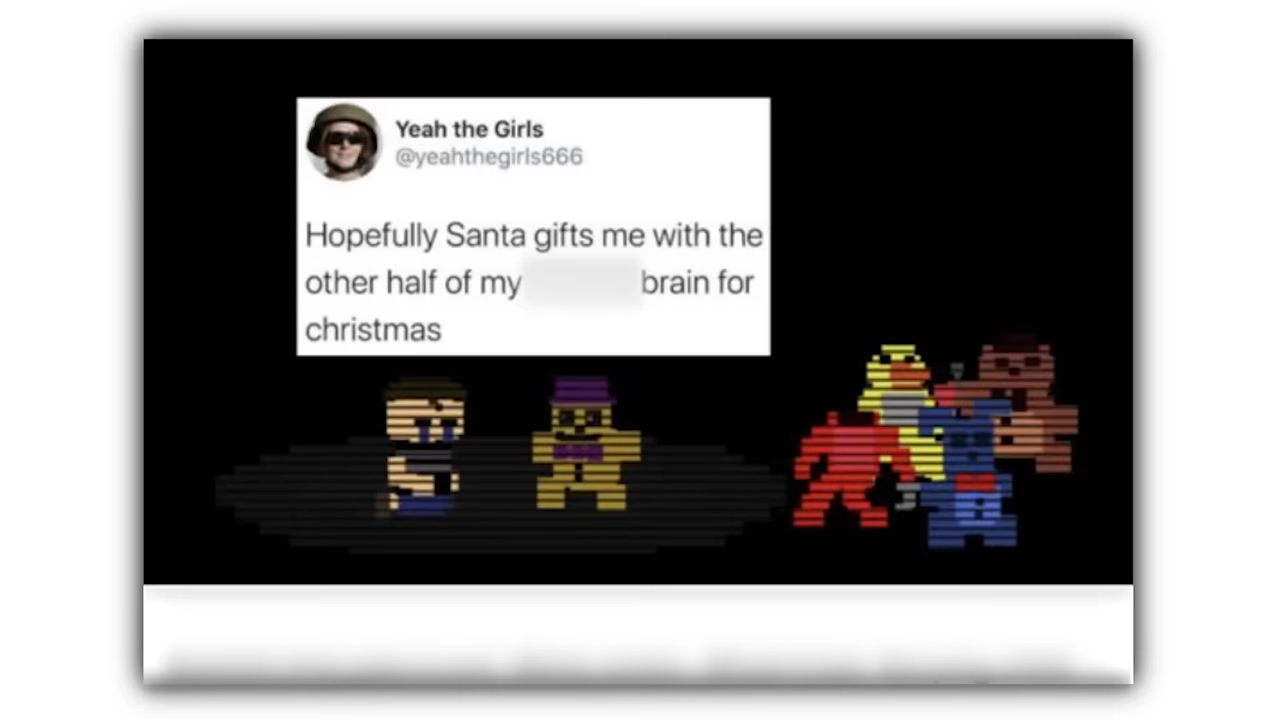 Yeah the Girls
@yeahthegirls666
Hopefully Santa gifts me with the
other half of my brain for
christmas